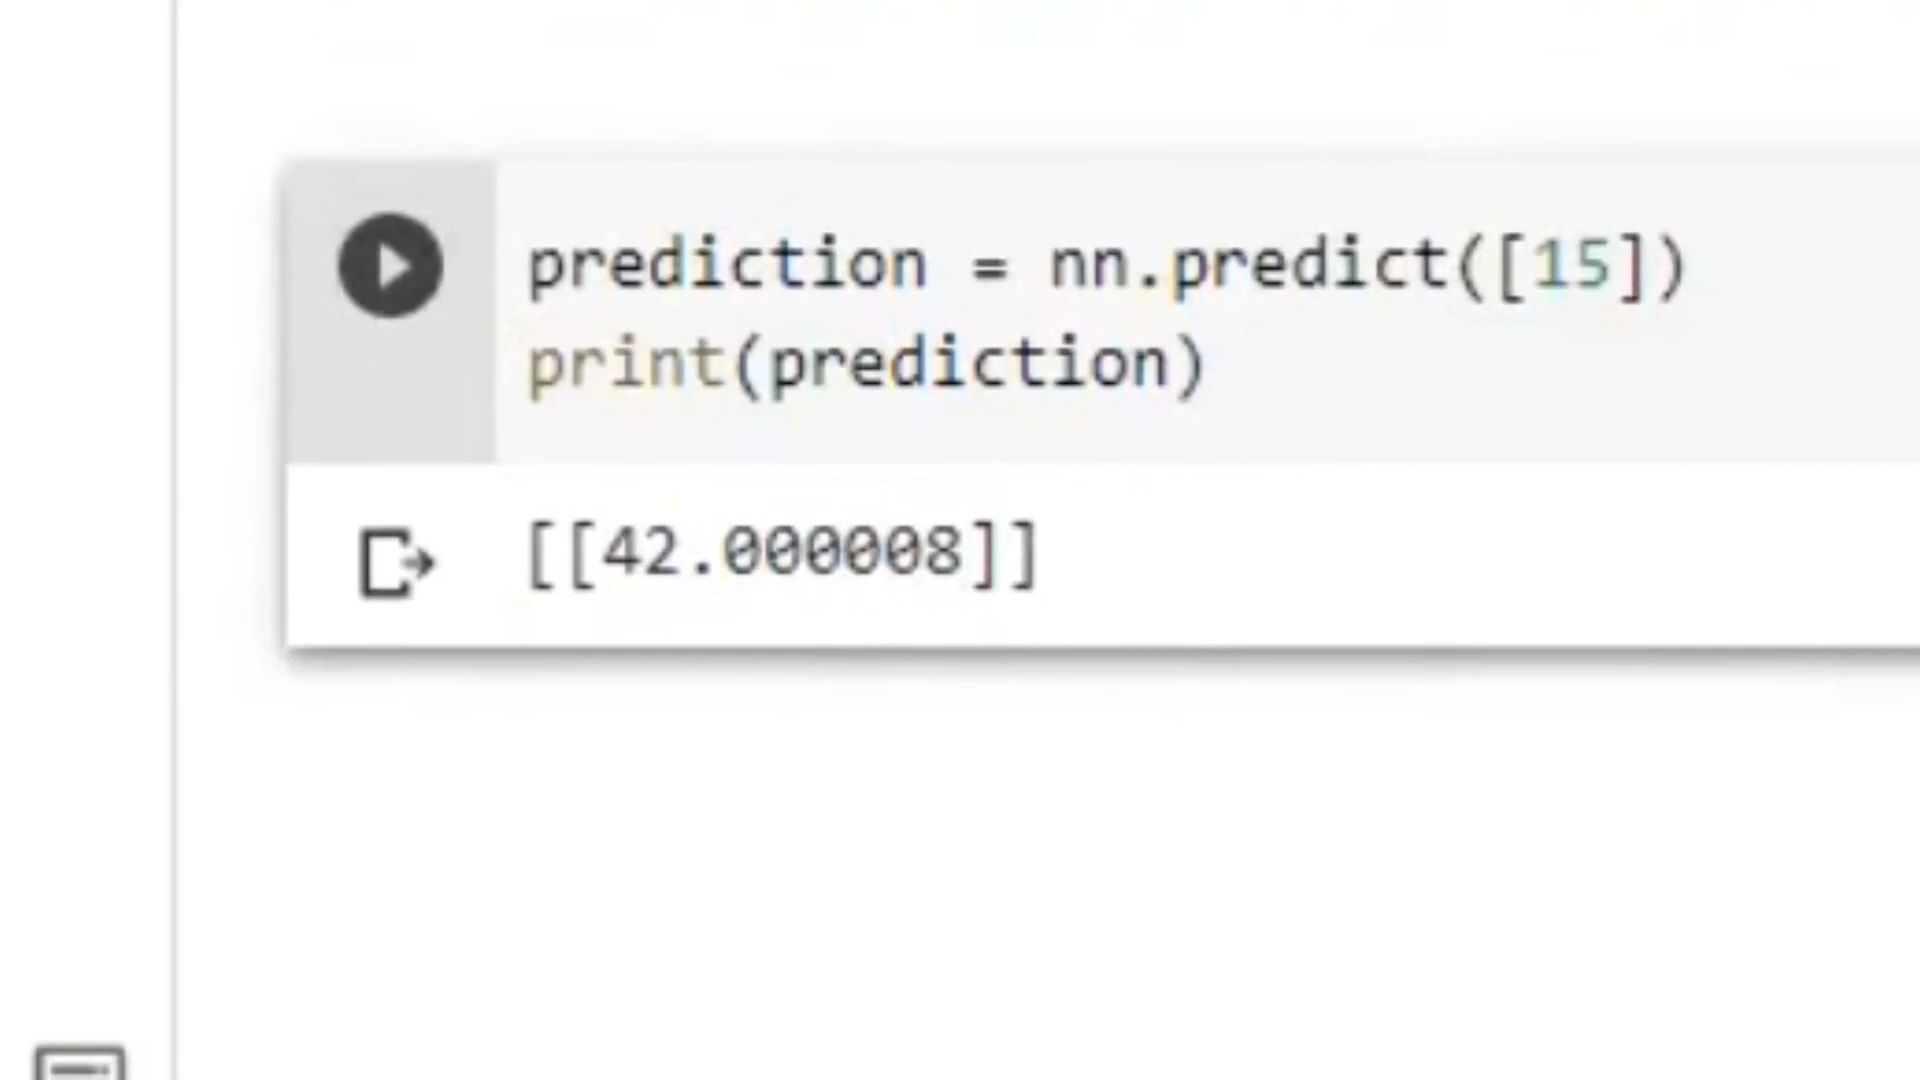 prediction = nn.predict([15])
print(prediction)
[[42.000008]]